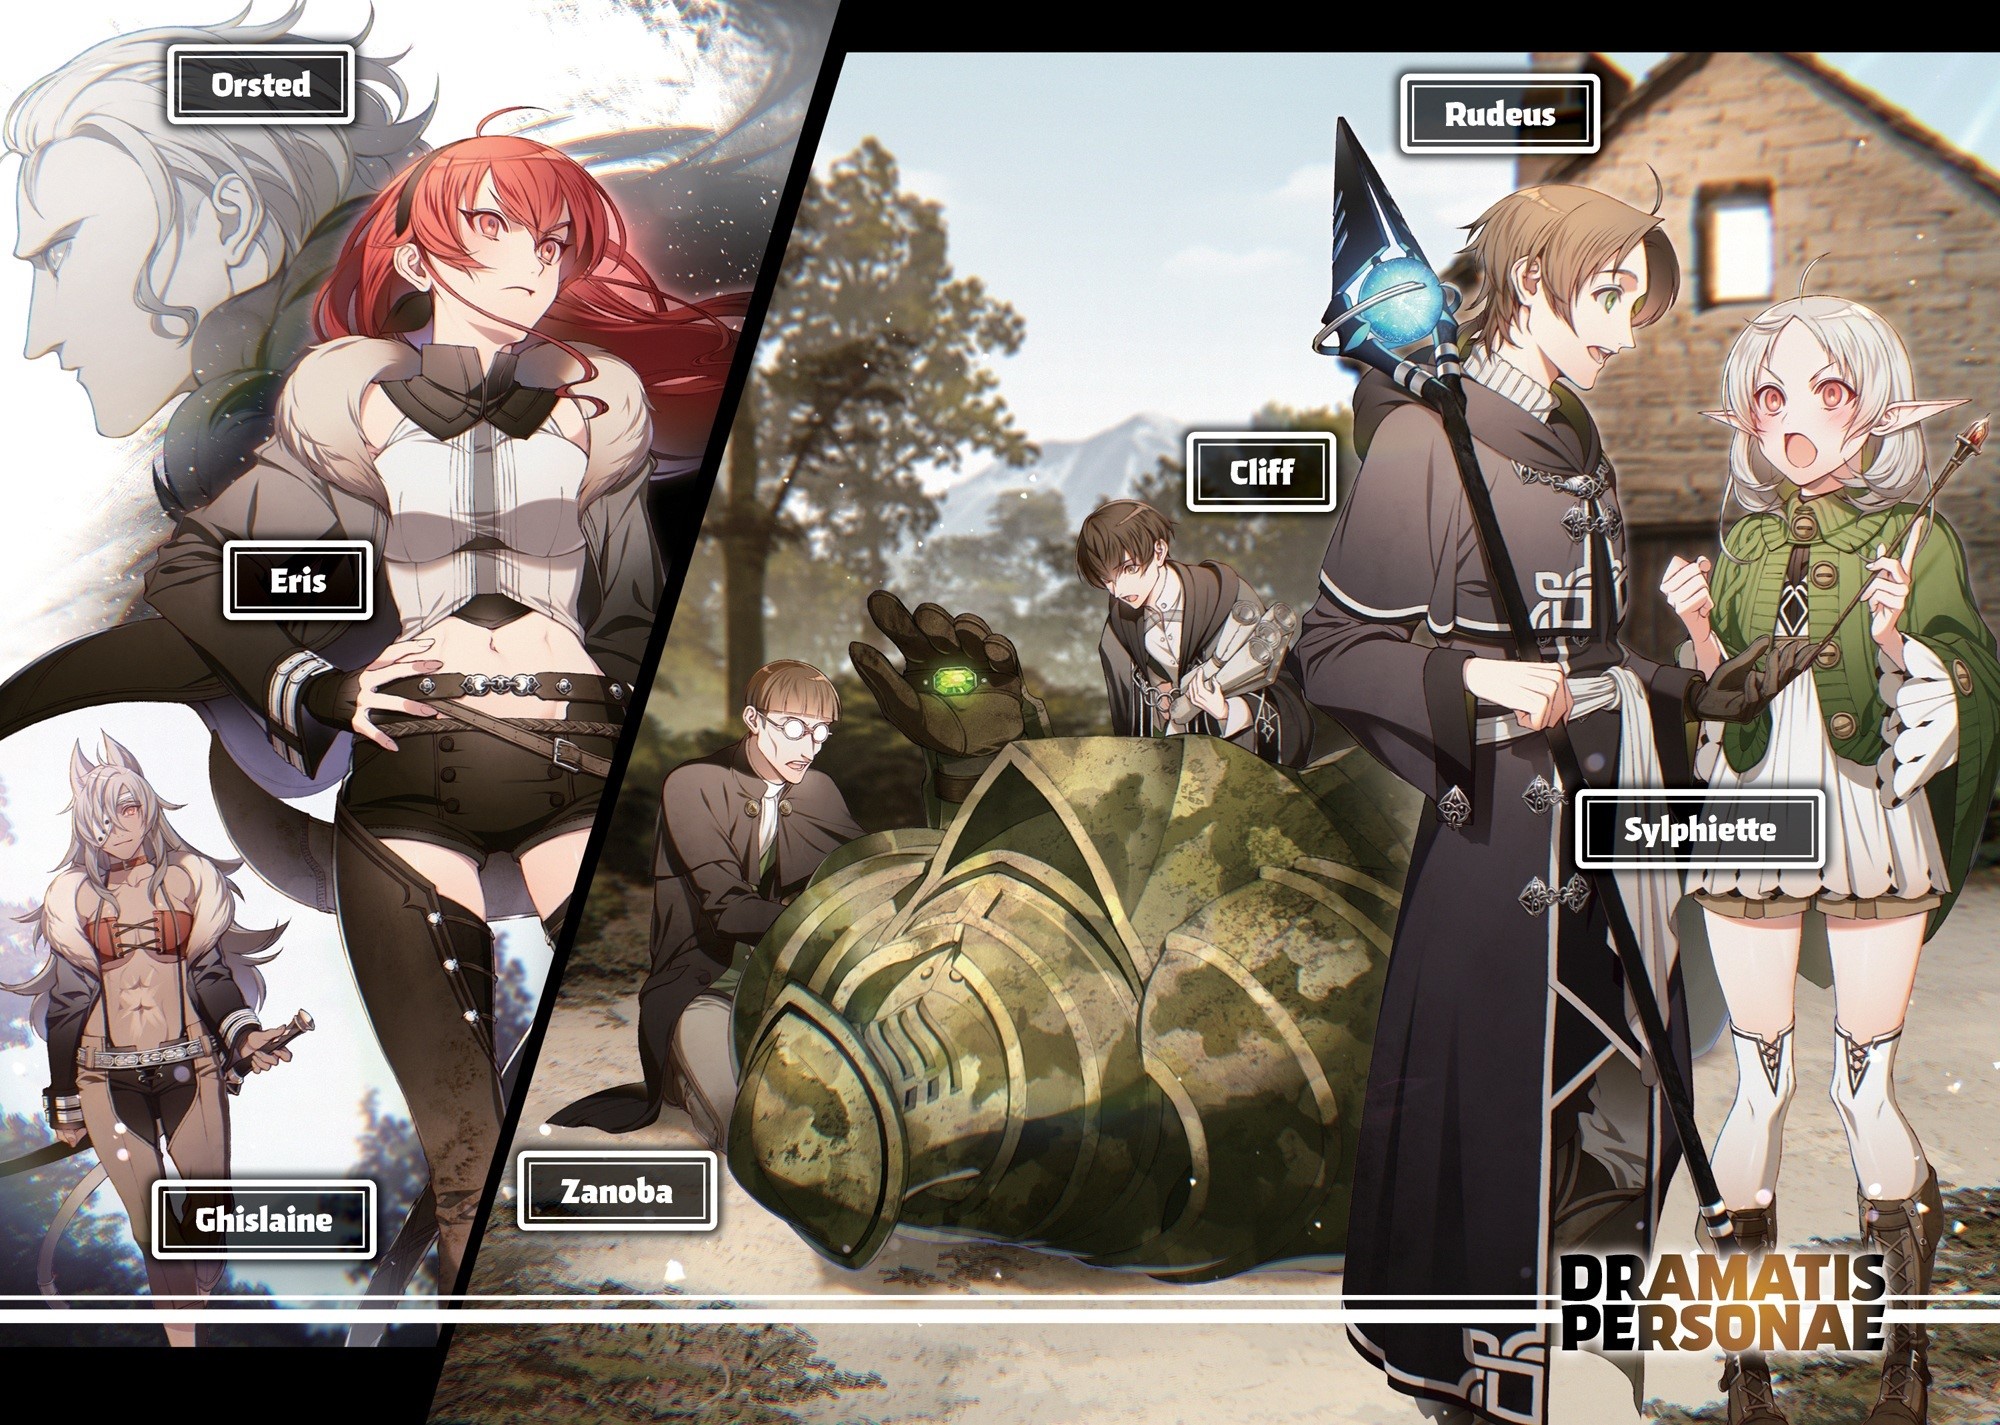 Orsted
Rudeus
Cliff
Eris
Sylphiette
Zanoba
Ghislaine
DRAMATIS
PERSONAE